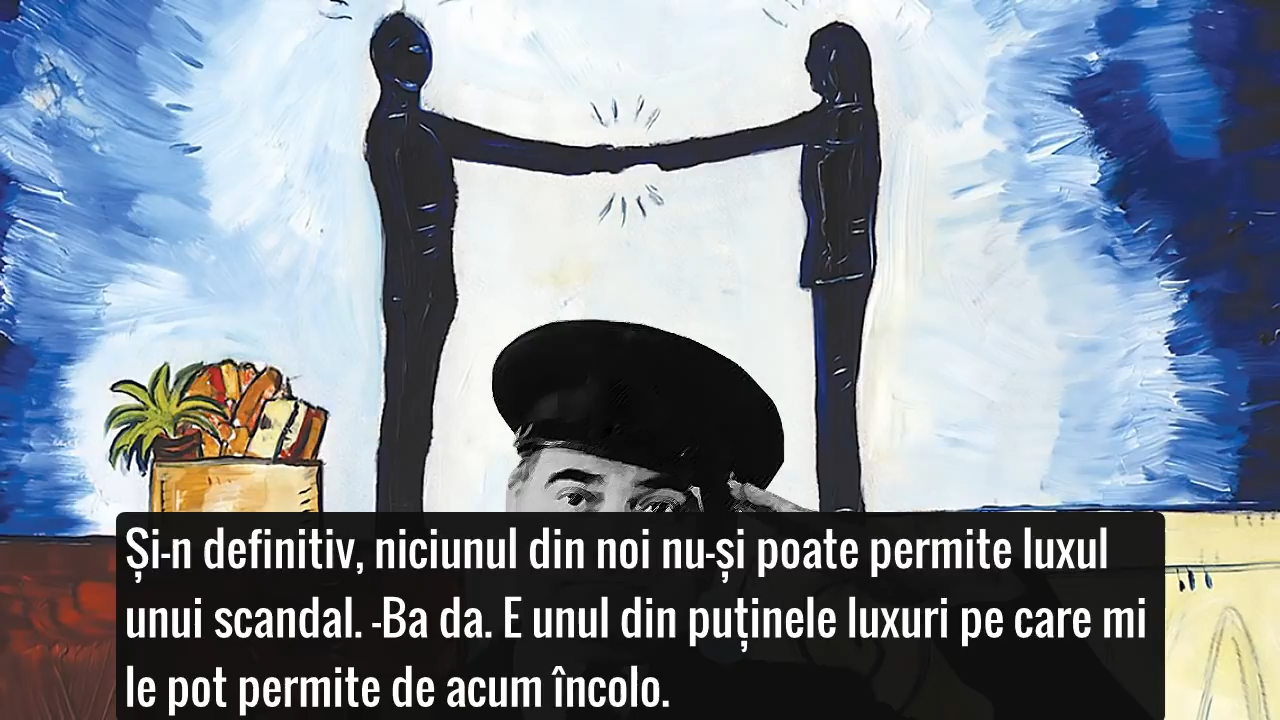 Și-n definitiv, niciunul din noi nu-și poate permite luxul
unui scandal. -Ba da. E unul din puținele luxuri pe care mi
le pot permite de acum încolo.